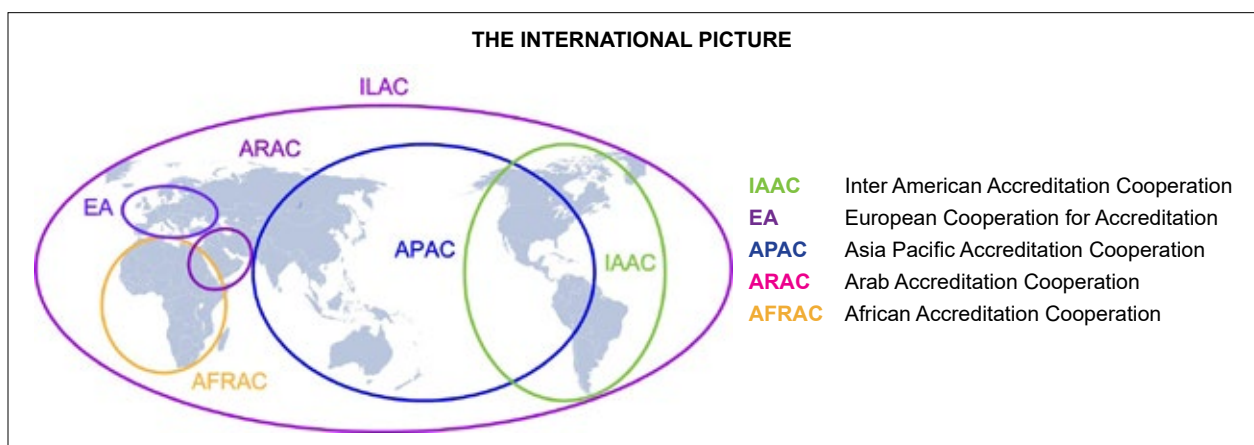 THE INTERNATIONAL PICTURE
ILAC
ARAC
EA
APAC
IAAC
AFRAC
IAAC Inter American Accreditation Cooperation
EA European Cooperation for Accreditation
APAC Asia Pacific Accreditation Cooperation
ARAC Arab Accreditation Cooperation
AFRAC African Accreditation Cooperation